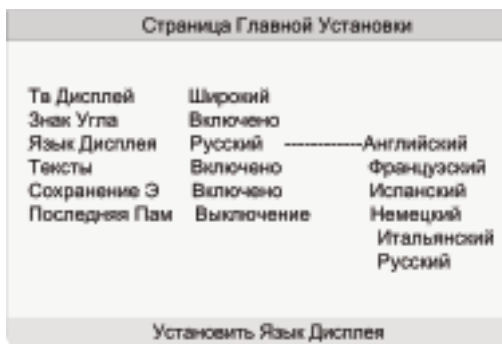 Страница Главной Установки
Тв Дисплей Широкий
Знак Угла Включено
Язык Дисплея Русский ------------Английский
Тексты Включено Французский
Сохранение Э Включено Испанский
Последняя Пам Выключение Немецкий
Итальянский
Русский
Установить Язык Дисплея